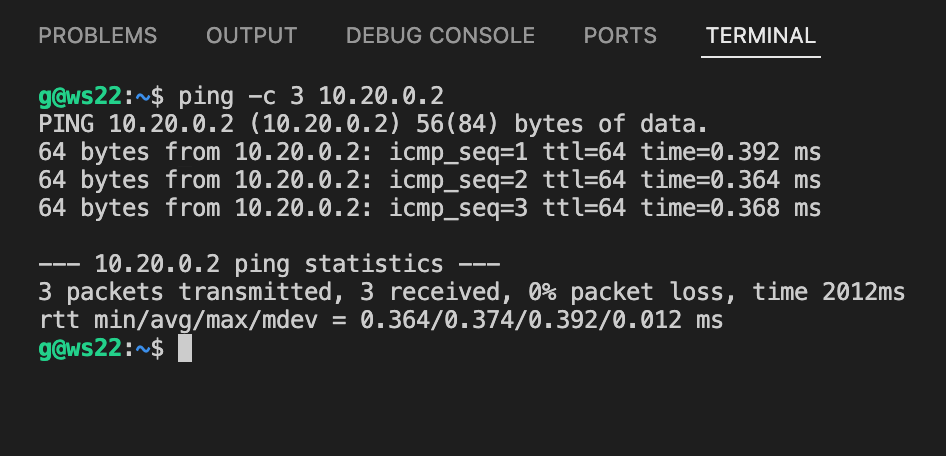 PROBLEMS OUTPUT DEBUG CONSOLE PORTS TERMINAL
g@ws22:~$ ping -c 3 10.20.0.2
PING 10.20.0.2 (10.20.0.2) 56(84) bytes of data.
64 bytes from 10.20.0.2: icmp_seq=1 ttl=64 time=0.392 ms
64 bytes from 10.20.0.2: icmp_seq=2 ttl=64 time=0.364 ms
64 bytes from 10.20.0.2: icmp_seq=3 ttl=64 time=0.368 ms
--- 10.20.0.2 ping statistics ---
3 packets transmitted, 3 received, 0% packet loss, time 2012ms
rtt min/avg/max/mdev = 0.364/0.374/0.392/0.012 ms
g@ws22:~$